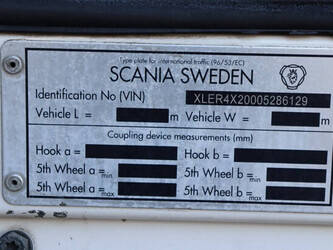 Type plate for international traffic (96/53/EC)
SCANIA SWEDEN
Identification No (VIN) XLER4X20005286129
Vehicle L = m Vehicle W = m
Coupling device measurements (mm)
Hook a = Hook b =
5th Wheel a min = 5th Wheel b min =
5th Wheel a max = 5th Wheel b max =